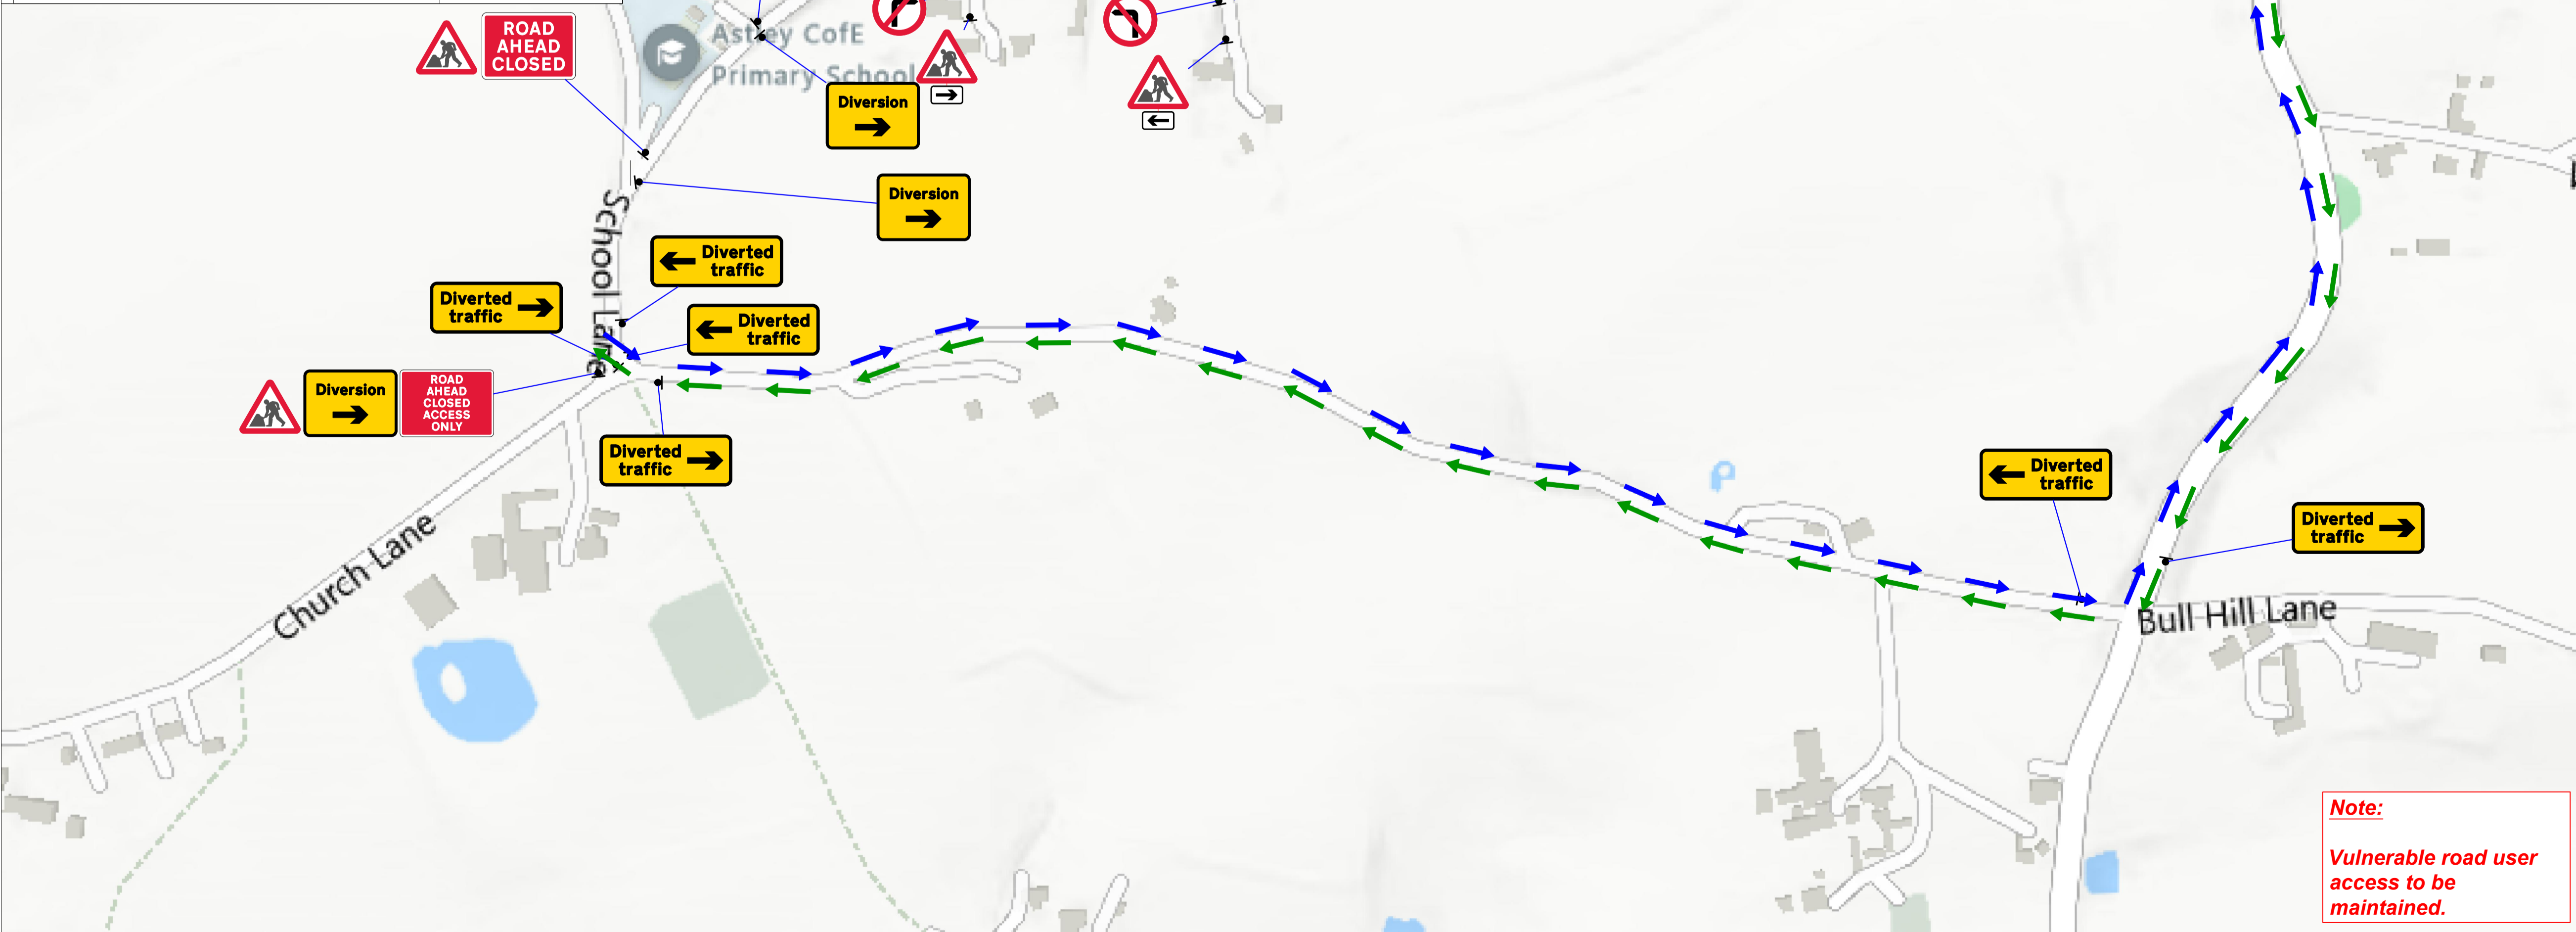 ROAD
AHEAD
CLOSED
Astley CofE
Primary School
Diversion
Diversion
School Lane
Diverted
traffic
Diverted
traffic
Diverted
traffic
Diversion
ROAD
AHEAD
CLOSED
ACCESS
ONLY
Diverted
traffic
Church Lane
Diverted
traffic
Diverted
traffic
Bull Hill Lane
Note:
Vulnerable road user
access to be
maintained.